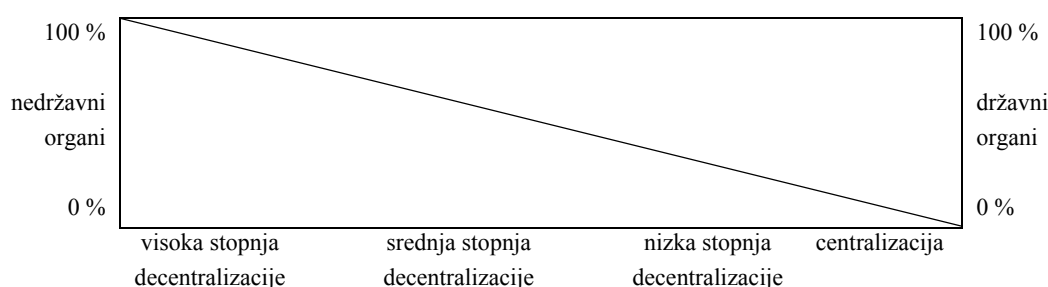 100 %
100 %
nedržavni
organi
državni
organi
0 %
0 %
visoka stopnja
decentralizacije
srednja stopnja
decentralizacije
nizka stopnja
decentralizacije
centralizacija